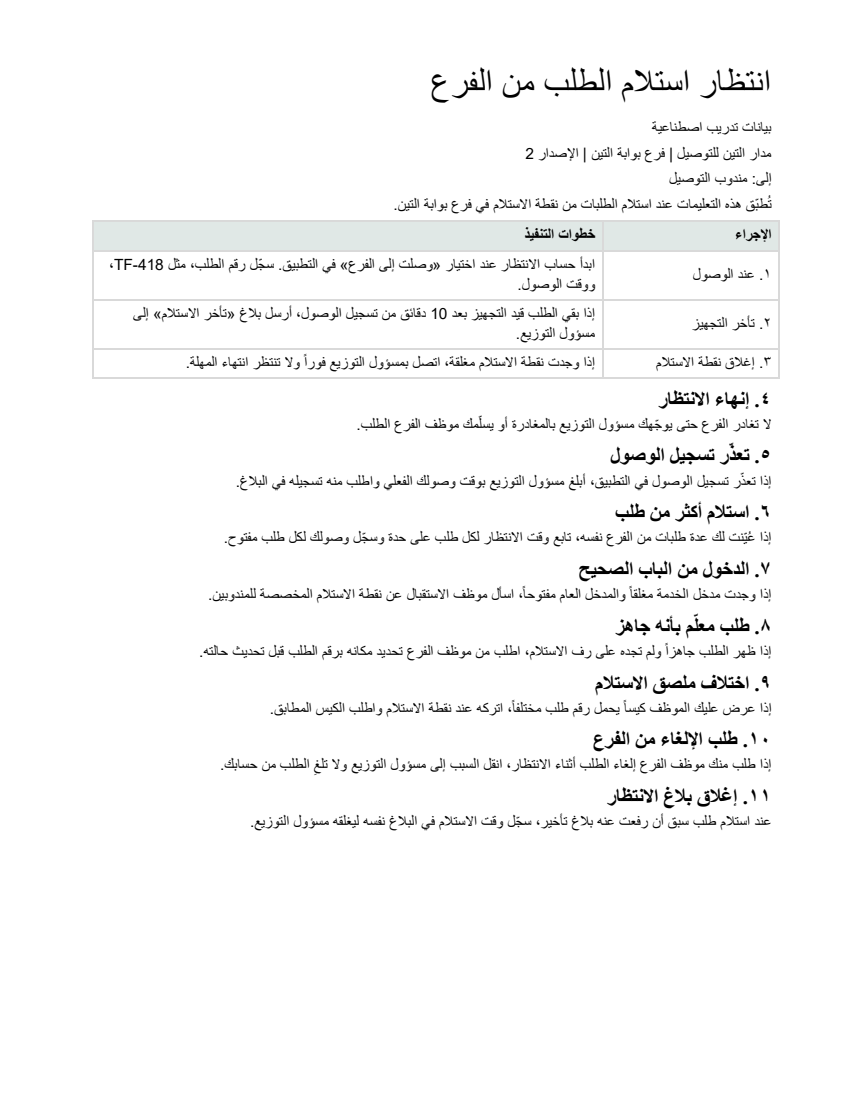 انتظار استلام الطلب من الفرع
بيانات تدريب اصطناعية
مدار التين للتوصيل | فرع بوابة التين | الإصدار 2
إلى: مندوب التوصيل
تُطبّق هذه التعليمات عند استلام الطلبات من نقطة الاستلام في فرع بوابة التين.
الإجراء خطوات التنفيذ
١. عند الوصول ابدأ حساب الانتظار عند اختيار «وصلت إلى الفرع» في التطبيق. سجّل رقم الطلب، مثل TF-418،
ووقت الوصول.
٢. تأخر التجهيز إذا بقي الطلب قيد التجهيز بعد 10 دقائق من تسجيل الوصول، أرسل بلاغ «تأخر الاستلام» إلى
مسؤول التوزيع.
٣. إغلاق نقطة الاستلام إذا وجدت نقطة الاستلام مغلقة، اتصل بمسؤول التوزيع فوراً ولا تنتظر انتهاء المهلة.
٤. إنهاء الانتظار
لا تغادر الفرع حتى يوجّهك مسؤول التوزيع بالمغادرة أو يسلّمك موظف الفرع الطلب.
٥. تعذّر تسجيل الوصول
إذا تعذّر تسجيل الوصول في التطبيق، أبلغ مسؤول التوزيع بوقت وصولك الفعلي واطلب منه تسجيله في البلاغ.
٦. استلام أكثر من طلب
إذا عُيّنت لك عدة طلبات من الفرع نفسه، تابع وقت الانتظار لكل طلب على حدة وسجّل وصولك لكل طلب مفتوح.
٧. الدخول من الباب الصحيح
إذا وجدت مدخل الخدمة مغلقاً والمدخل العام مفتوحاً، اسأل موظف الاستقبال عن نقطة الاستلام المخصصة للمندوبين.
٨. طلب معلّم بأنه جاهز
إذا ظهر الطلب جاهزاً ولم تجده على رف الاستلام، اطلب من موظف الفرع تحديد مكانه برقم الطلب قبل تحديث حالته.
٩. اختلاف ملصق الاستلام
إذا عرض عليك الموظف كيساً يحمل رقم طلب مختلفاً، اتركه عند نقطة الاستلام واطلب الكيس المطابق.
١٠. طلب الإلغاء من الفرع
إذا طلب منك موظف الفرع إلغاء الطلب أثناء الانتظار، انقل السبب إلى مسؤول التوزيع ولا تلغِ الطلب من حسابك.
١١. إغلاق بلاغ الانتظار
عند استلام طلب سبق أن رفعت عنه بلاغ تأخير، سجّل وقت الاستلام في البلاغ نفسه ليغلقه مسؤول التوزيع.